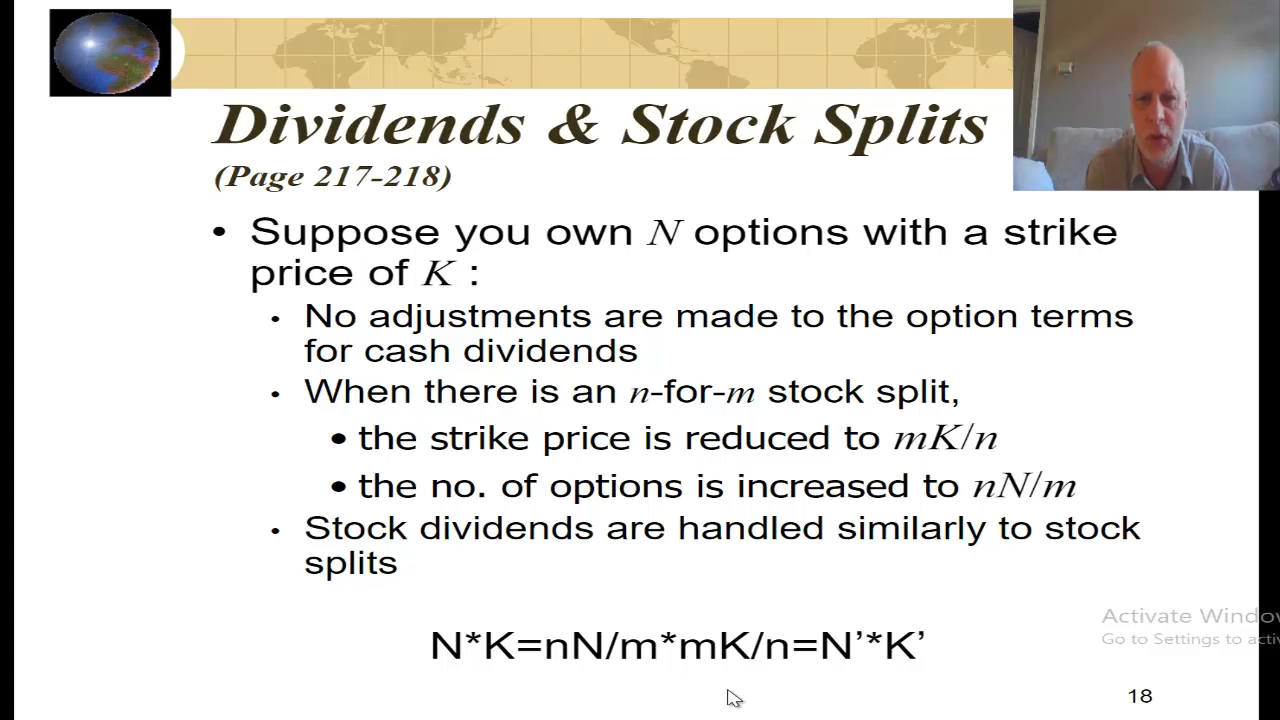 Dividends & Stock Splits
(Page 217-218)
• Suppose you own N options with a strike
price of K :
• No adjustments are made to the option terms
for cash dividends
• When there is an n-for-m stock split,
• the strike price is reduced to mK/n
• the no. of options is increased to nN/m
• Stock dividends are handled similarly to stock
splits
N*K=nN/m*mK/n=N’*K’
Activate Window
Go to Settings to activ
18